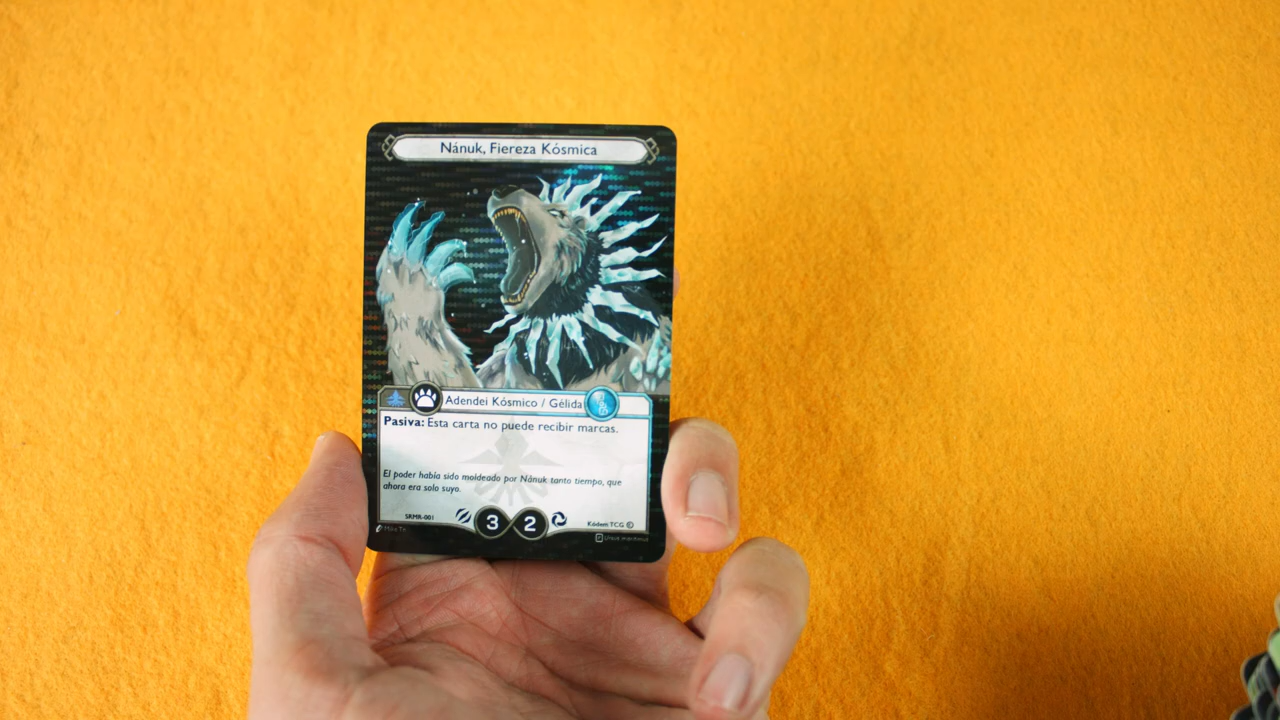 Nánuk, Fiereza Kósmica
Adendei Kósmico / Gélida
Pasiva: Esta carta no puede recibir marcas.
El poder había sido moldeado por Nánuk tanto tiempo, que
ahora era solo suyo.
SRMR-001
3 2
Kódem TCG ©